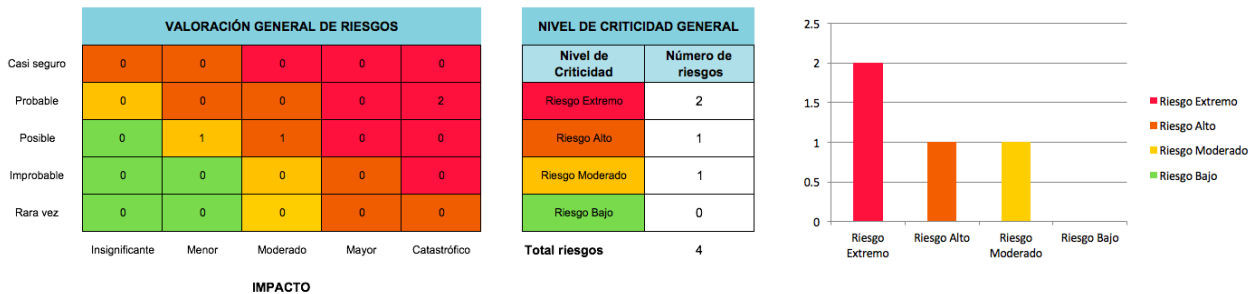 VALORACIÓN GENERAL DE RIESGOS
Casi seguro 0 0 0 0 0
Probable 0 0 0 0 2
Posible 0 1 1 0 0
Improbable 0 0 0 0 0
Rara vez 0 0 0 0 0
Insignificante Menor Moderado Mayor Catastrófico
IMPACTO
NIVEL DE CRITICIDAD GENERAL
Nivel de Criticidad Número de riesgos
Riesgo Extremo 2
Riesgo Alto 1
Riesgo Moderado 1
Riesgo Bajo 0
Total riesgos 4
2.5
2
1.5
1
0.5
0
Riesgo Extremo Riesgo Alto Riesgo Moderado Riesgo Bajo
Riesgo Extremo
Riesgo Alto
Riesgo Moderado
Riesgo Bajo